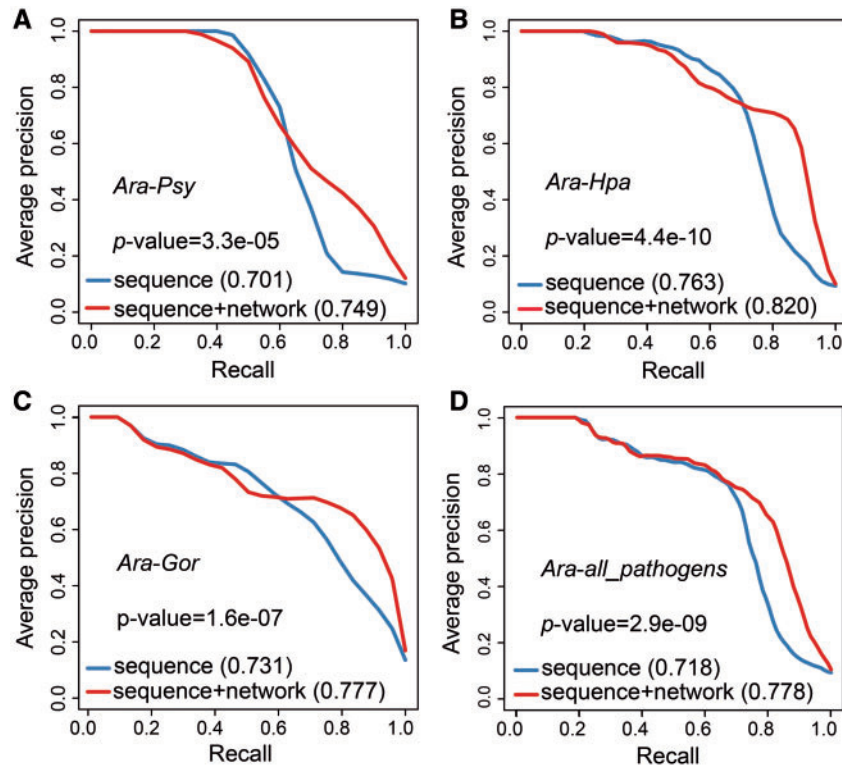 A
Average precision
1.0
0.8
0.6
0.4
0.2
0.0
Ara-Psy
p-value=3.3e-05
sequence (0.701)
sequence+network (0.749)
0.0 0.2 0.4 0.6 0.8 1.0
Recall
B
Average precision
1.0
0.8
0.6
0.4
0.2
0.0
Ara-Hpa
p-value=4.4e-10
sequence (0.763)
sequence+network (0.820)
0.0 0.2 0.4 0.6 0.8 1.0
Recall
C
Average precision
1.0
0.8
0.6
0.4
0.2
0.0
Ara-Gor
p-value=1.6e-07
sequence (0.731)
sequence+network (0.777)
0.0 0.2 0.4 0.6 0.8 1.0
Recall
D
Average precision
1.0
0.8
0.6
0.4
0.2
0.0
Ara-all_pathogens
p-value=2.9e-09
sequence (0.718)
sequence+network (0.778)
0.0 0.2 0.4 0.6 0.8 1.0
Recall